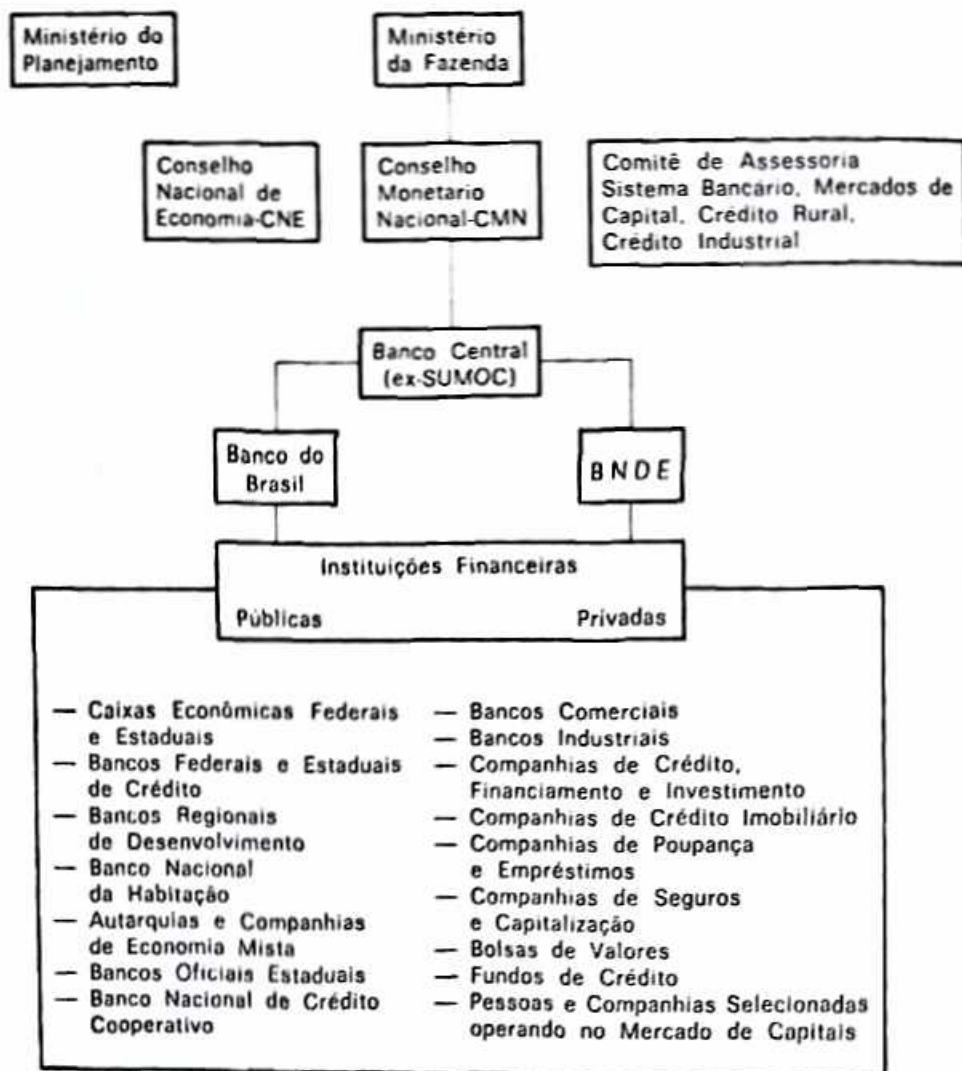 Ministério do
Planejamento
Ministério
da Fazenda
Conselho
Nacional de
Economia-CNE
Conselho
Monetario
Nacional-CMN
Comitê de Assessoria
Sistema Bancário, Mercados de
Capital, Crédito Rural,
Crédito Industrial
Banco Central
(ex-SUMOC)
Banco do
Brasil
BNDE
Instituições Financeiras
Públicas
Privadas
— Caixas Econômicas Federais
e Estaduais
— Bancos Federais e Estaduais
de Crédito
— Bancos Regionais
de Desenvolvimento
— Banco Nacional
da Habitação
— Autarquias e Companhias
de Economia Mista
— Bancos Oficiais Estaduais
— Banco Nacional de Crédito
Cooperativo
— Bancos Comerciais
— Bancos Industriais
— Companhias de Crédito,
Financiamento e Investimento
— Companhias de Crédito Imobiliário
— Companhias de Poupança
e Empréstimos
— Companhias de Seguros
e Capitalização
— Bolsas de Valores
— Fundos de Crédito
— Pessoas e Companhias Selecionadas
operando no Mercado de Capitais